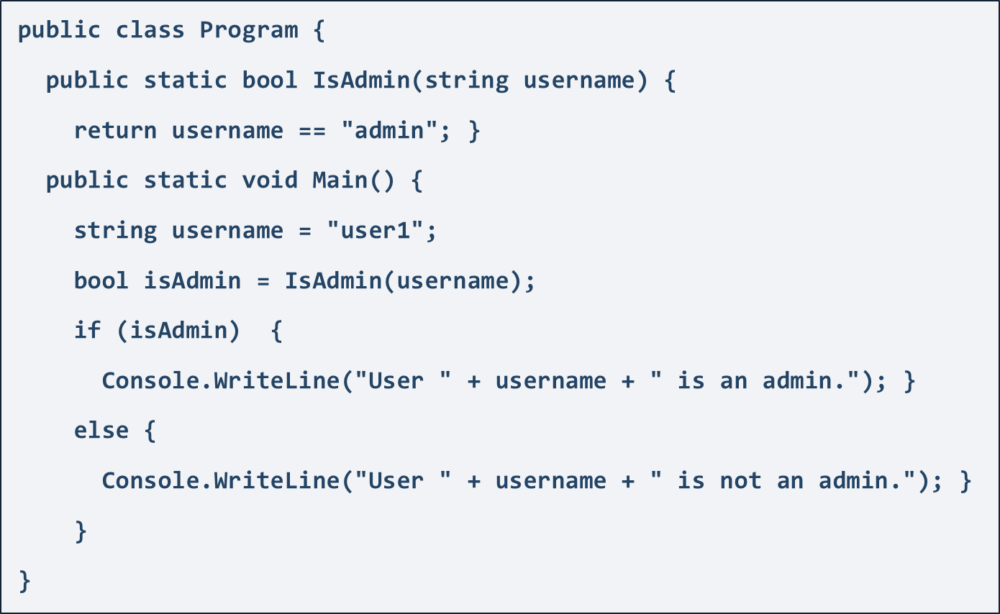 public class Program {
  public static bool IsAdmin(string username) {
    return username == "admin"; }
  public static void Main() {
    string username = "user1";
    bool isAdmin = IsAdmin(username);
    if (isAdmin)  {
      Console.WriteLine("User " + username + " is an admin."); }
    else {
      Console.WriteLine("User " + username + " is not an admin."); }
    }
}